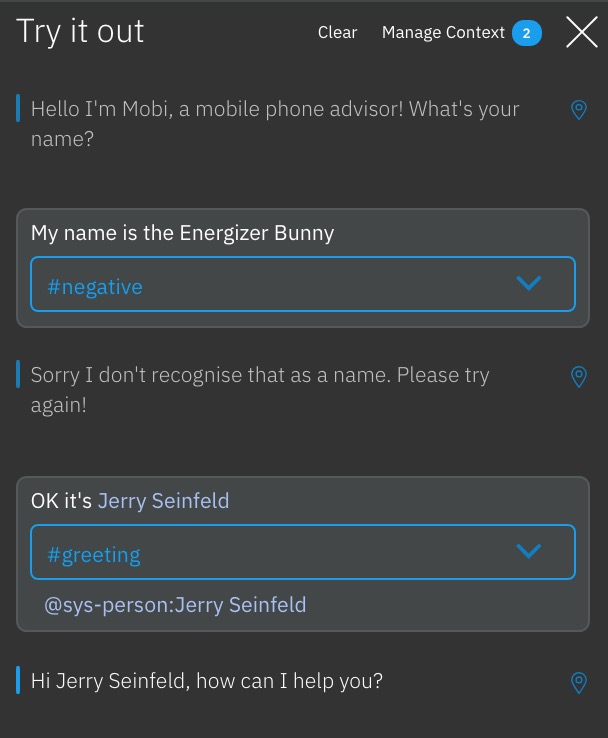 Try it out
Clear
Manage Context 2
Hello I'm Mobi, a mobile phone advisor! What's your
name?
My name is the Energizer Bunny
#negative
Sorry I don't recognise that as a name. Please try
again!
OK it's Jerry Seinfeld
#greeting
@sys-person:Jerry Seinfeld
Hi Jerry Seinfeld, how can I help you?